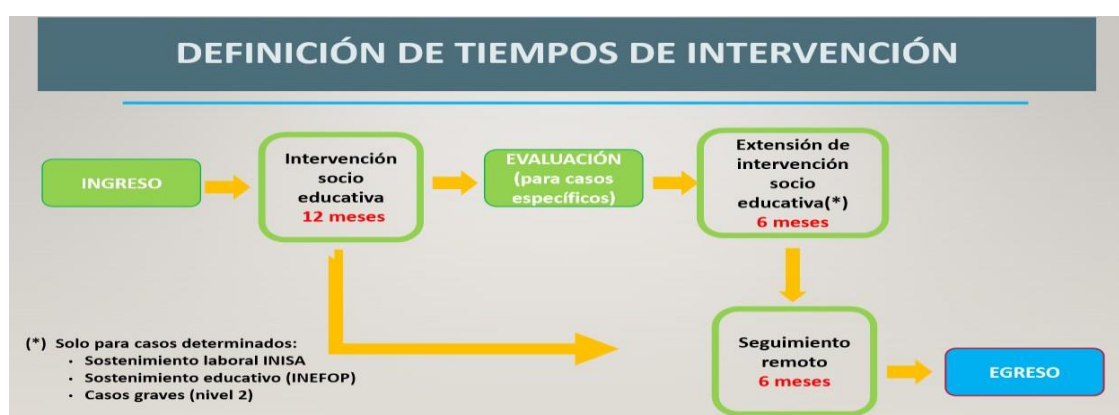 DEFINICIÓN DE TIEMPOS DE INTERVENCIÓN
INGRESO
Intervención
socio
educativa
12 meses
EVALUACIÓN
(para casos
específicos)
Extensión de
intervención
socio
educativa(*)
6 meses
Seguimiento
remoto
6 meses
EGRESO
(*) Solo para casos determinados:
• Sostenimiento laboral INISA
• Sostenimiento educativo (INEFOP)
• Casos graves (nivel 2)